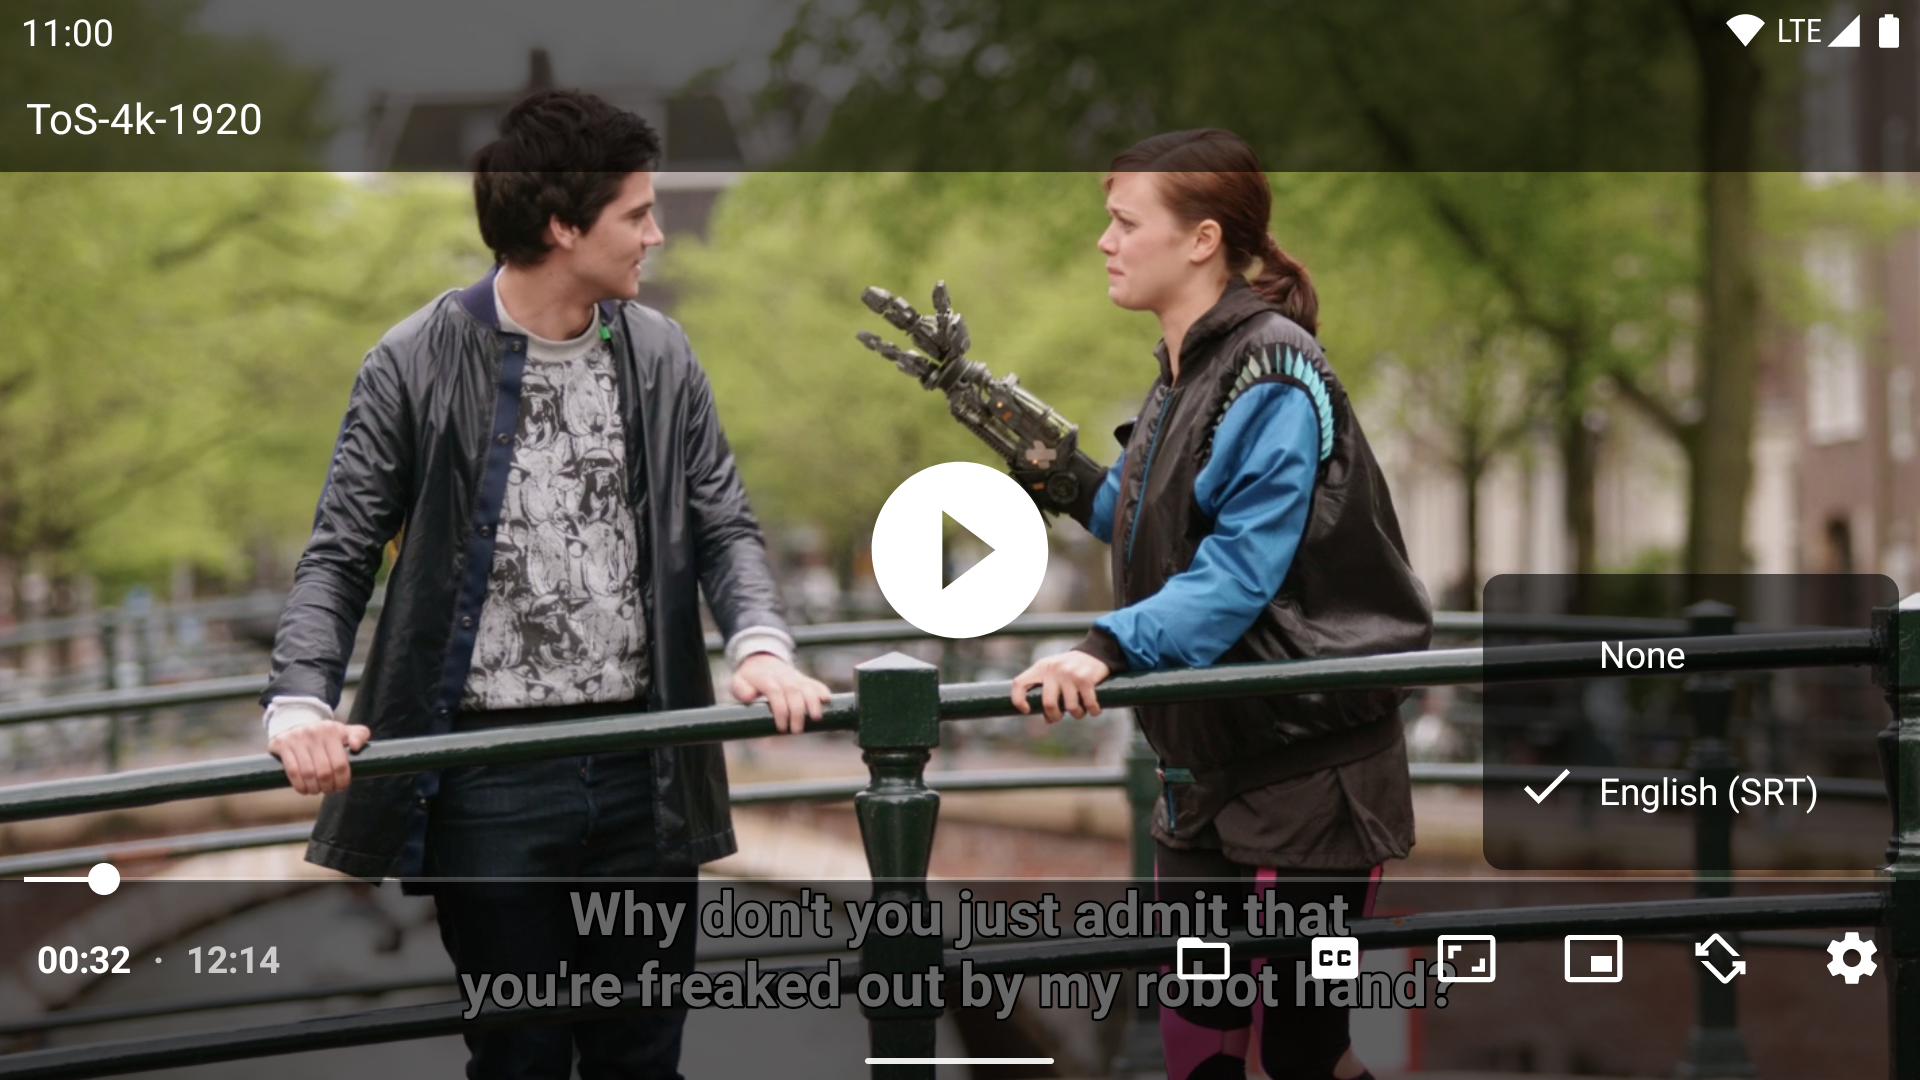 11:00
LTE
ToS-4k-1920
None
English (SRT)
Why don't you just admit that
you're freaked out by my robot hand?
00:32 · 12:14
CC